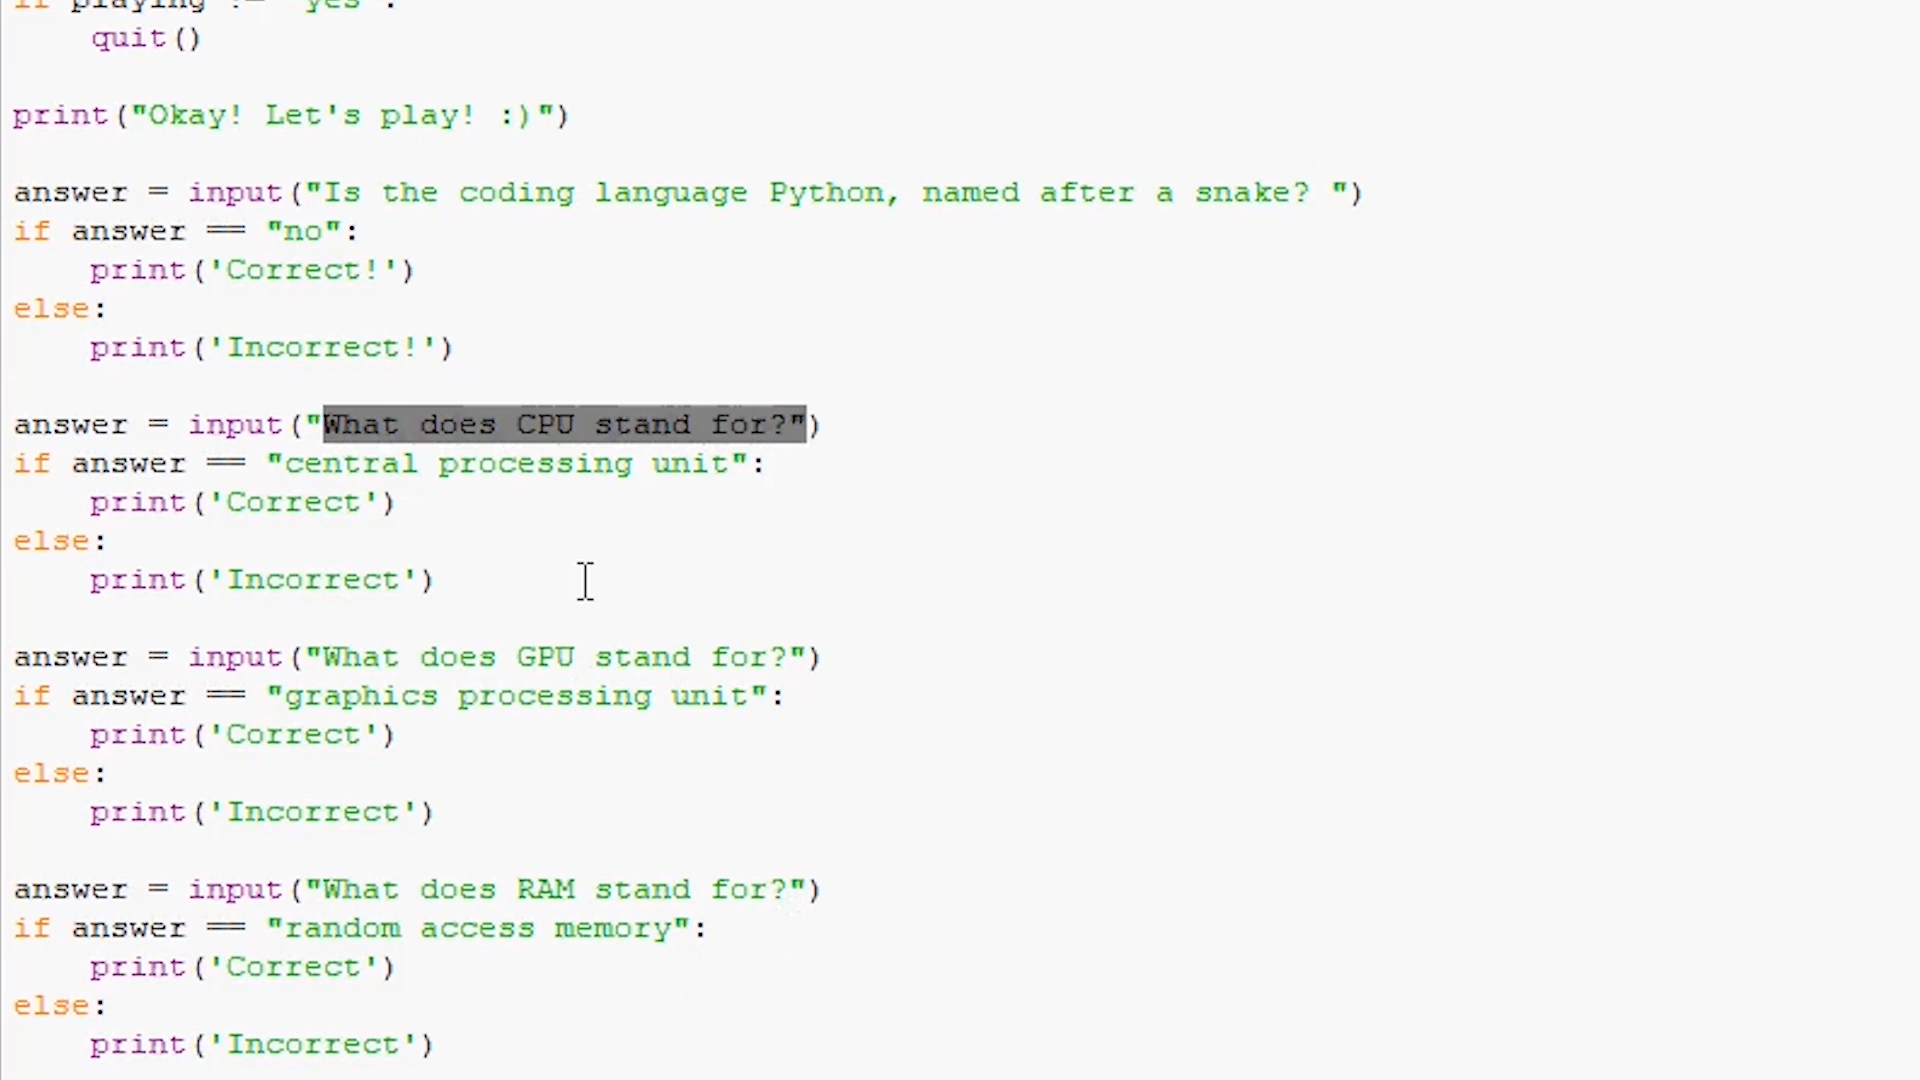 if playing != "yes":
    quit()

print("Okay! Let's play! :)")

answer = input("Is the coding language Python, named after a snake? ")
if answer == "no":
    print('Correct!')
else:
    print('Incorrect!')

answer = input("What does CPU stand for?")
if answer == "central processing unit":
    print('Correct')
else:
    print('Incorrect')

answer = input("What does GPU stand for?")
if answer == "graphics processing unit":
    print('Correct')
else:
    print('Incorrect')

answer = input("What does RAM stand for?")
if answer == "random access memory":
    print('Correct')
else:
    print('Incorrect')